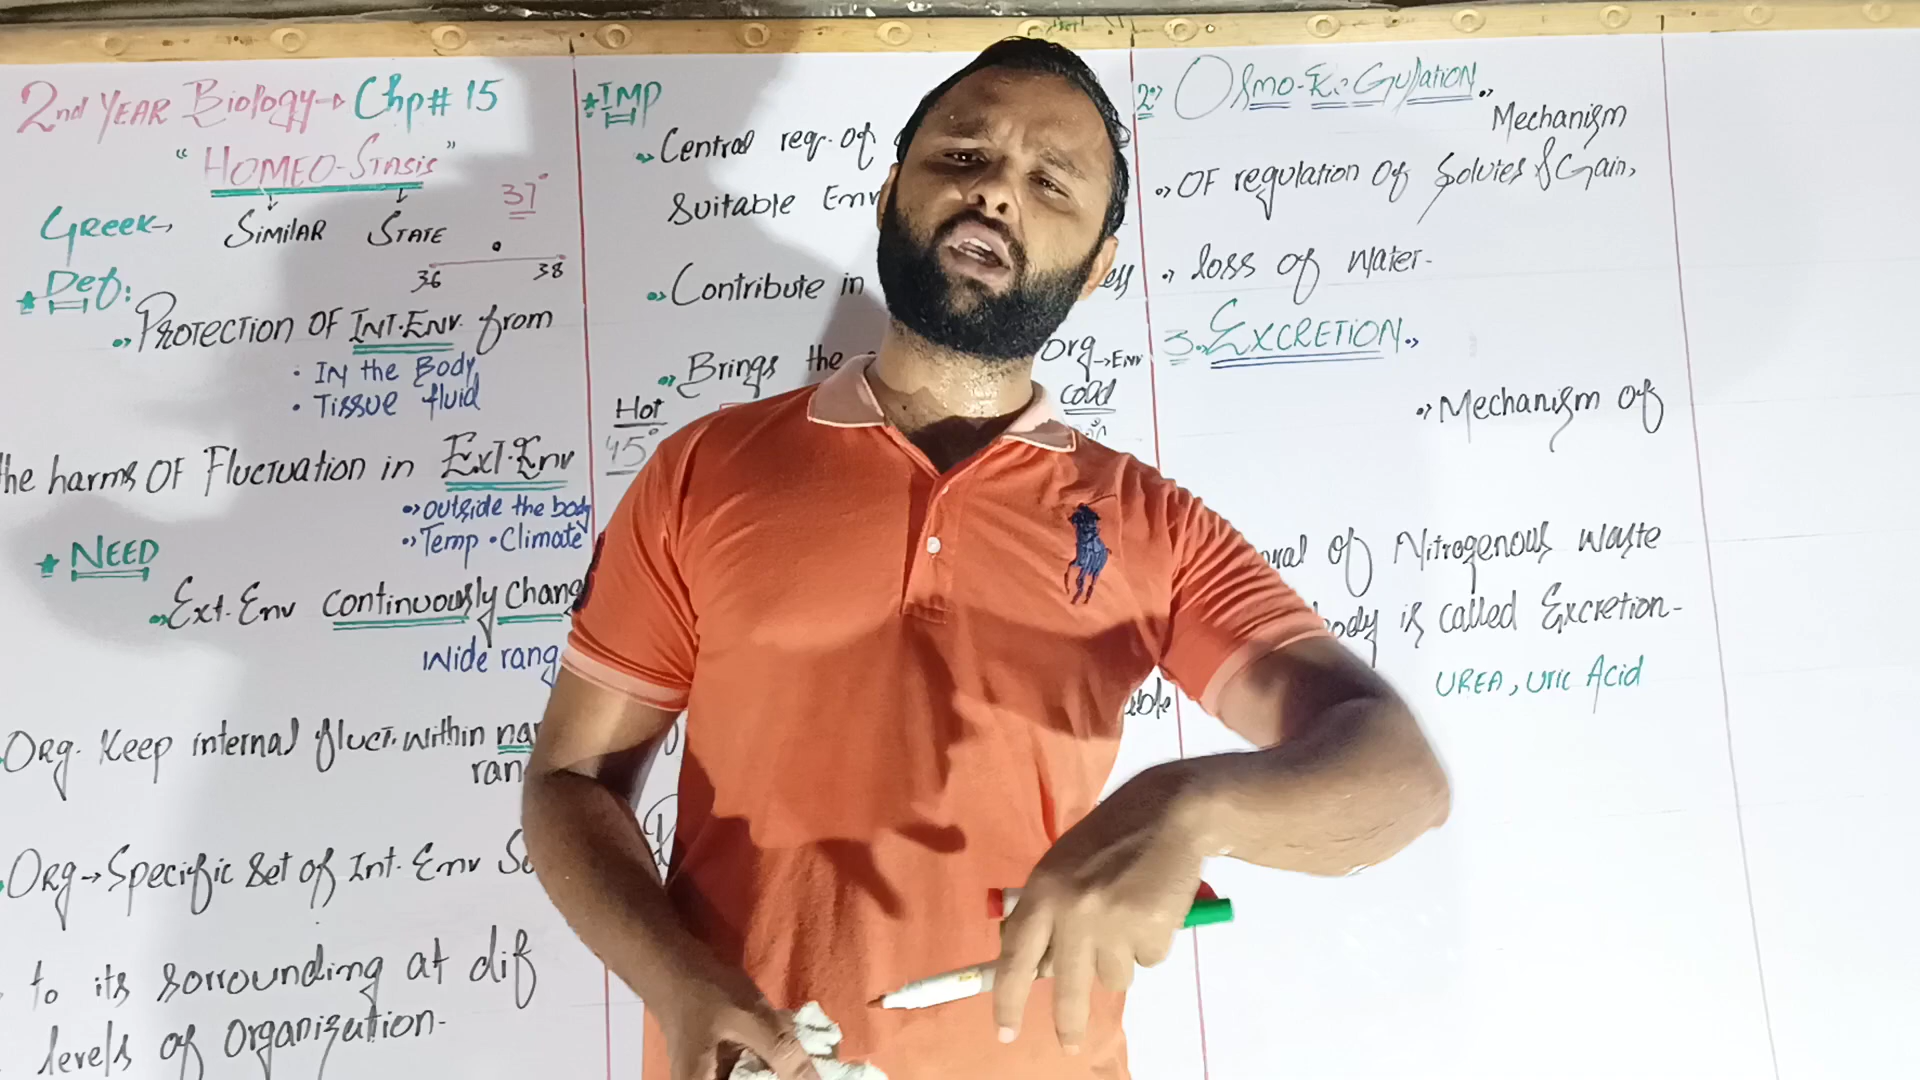 2nd YEAR Biology→ Chp# 15
“HOMEO-STASIS”
Greek→ SIMILAR STATE
37°
36 38
★ Def:
PROTECTION OF INT.ENV. from
• IN the Body
• Tissue fluid
the harms OF Fluctuation in Ext.Env
outside the body
Temp • Climate
★ NEED
Ext. Env continuously chang
Wide rang
Org. Keep internal fluct. within na
ran
Org→Specific Set of Int. Env
to its sorrounding at dif
levels of organization-
★IMP
Central reqr. of
Suitable Env
Contribute in
Brings the
Org→Env
Hot cold
45°
2. OSMO-REGULATION.
Mechanism
OF regulation of Solutes & Gain,
loss of water-
3. EXCRETION.
Mechanism of
of Nitrogenous waste
body is called Excretion-
UREA, Uric Acid